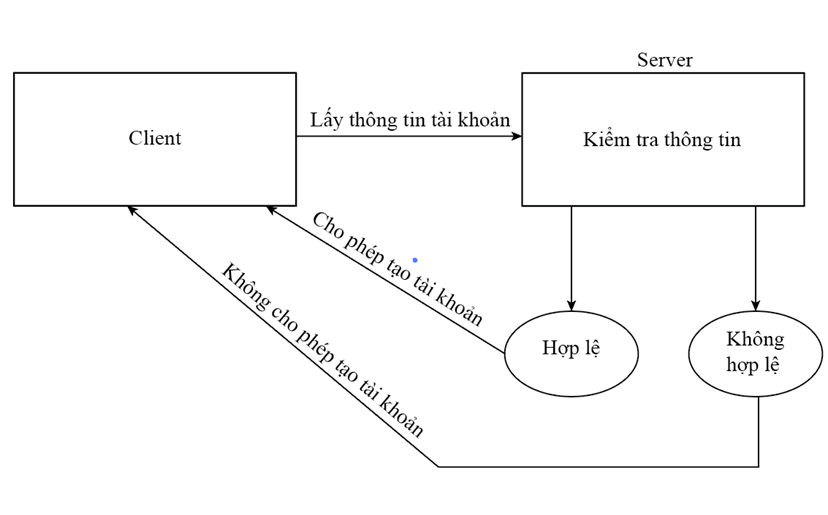 Server
Client
Lấy thông tin tài khoản
Kiểm tra thông tin
Cho phép tạo tài khoản
Không cho phép tạo tài khoản
Hợp lệ
Không
hợp lệ